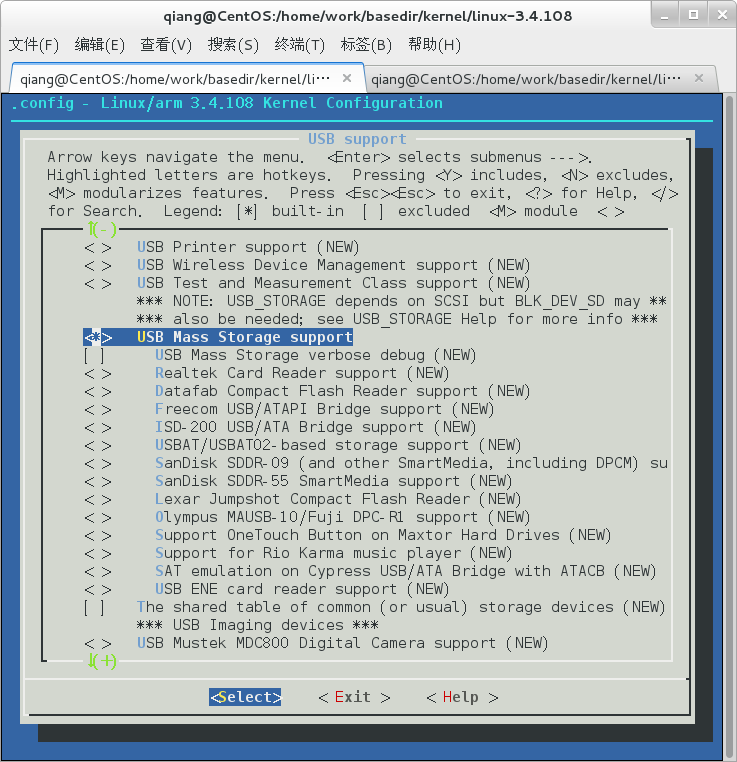 qiang@CentOS:/home/work/basedir/kernel/linux-3.4.108
文件(F) 编辑(E) 查看(V) 搜索(S) 终端(T) 标签(B) 帮助(H)
qiang@CentOS:/home/work/basedir/kernel/li··· × qiang@CentOS:/home/work/basedir/kernel/li··· ×
.config - Linux/arm 3.4.108 Kernel Configuration
USB support
Arrow keys navigate the menu. <Enter> selects submenus --->.
Highlighted letters are hotkeys. Pressing <Y> includes, <N> excludes,
<M> modularizes features. Press <Esc><Esc> to exit, <?> for Help, </>
for Search. Legend: [*] built-in [ ] excluded <M> module < >
↑(-)
< > USB Printer support (NEW)
< > USB Wireless Device Management support (NEW)
< > USB Test and Measurement Class support (NEW)
*** NOTE: USB_STORAGE depends on SCSI but BLK_DEV_SD may **
*** also be needed; see USB_STORAGE Help for more info ***
<*> USB Mass Storage support
[ ] USB Mass Storage verbose debug (NEW)
< > Realtek Card Reader support (NEW)
< > Datafab Compact Flash Reader support (NEW)
< > Freecom USB/ATAPI Bridge support (NEW)
< > ISD-200 USB/ATA Bridge support (NEW)
< > USBAT/USBAT02-based storage support (NEW)
< > SanDisk SDDR-09 (and other SmartMedia, including DPCM) su
< > SanDisk SDDR-55 SmartMedia support (NEW)
< > Lexar Jumpshot Compact Flash Reader (NEW)
< > Olympus MAUSB-10/Fuji DPC-R1 support (NEW)
< > Support OneTouch Button on Maxtor Hard Drives (NEW)
< > Support for Rio Karma music player (NEW)
< > SAT emulation on Cypress USB/ATA Bridge with ATACB (NEW)
< > USB ENE card reader support (NEW)
[ ] The shared table of common (or usual) storage devices (NEW)
*** USB Imaging devices ***
< > USB Mustek MDC800 Digital Camera support (NEW)
↓(+)
<Select> < Exit > < Help >